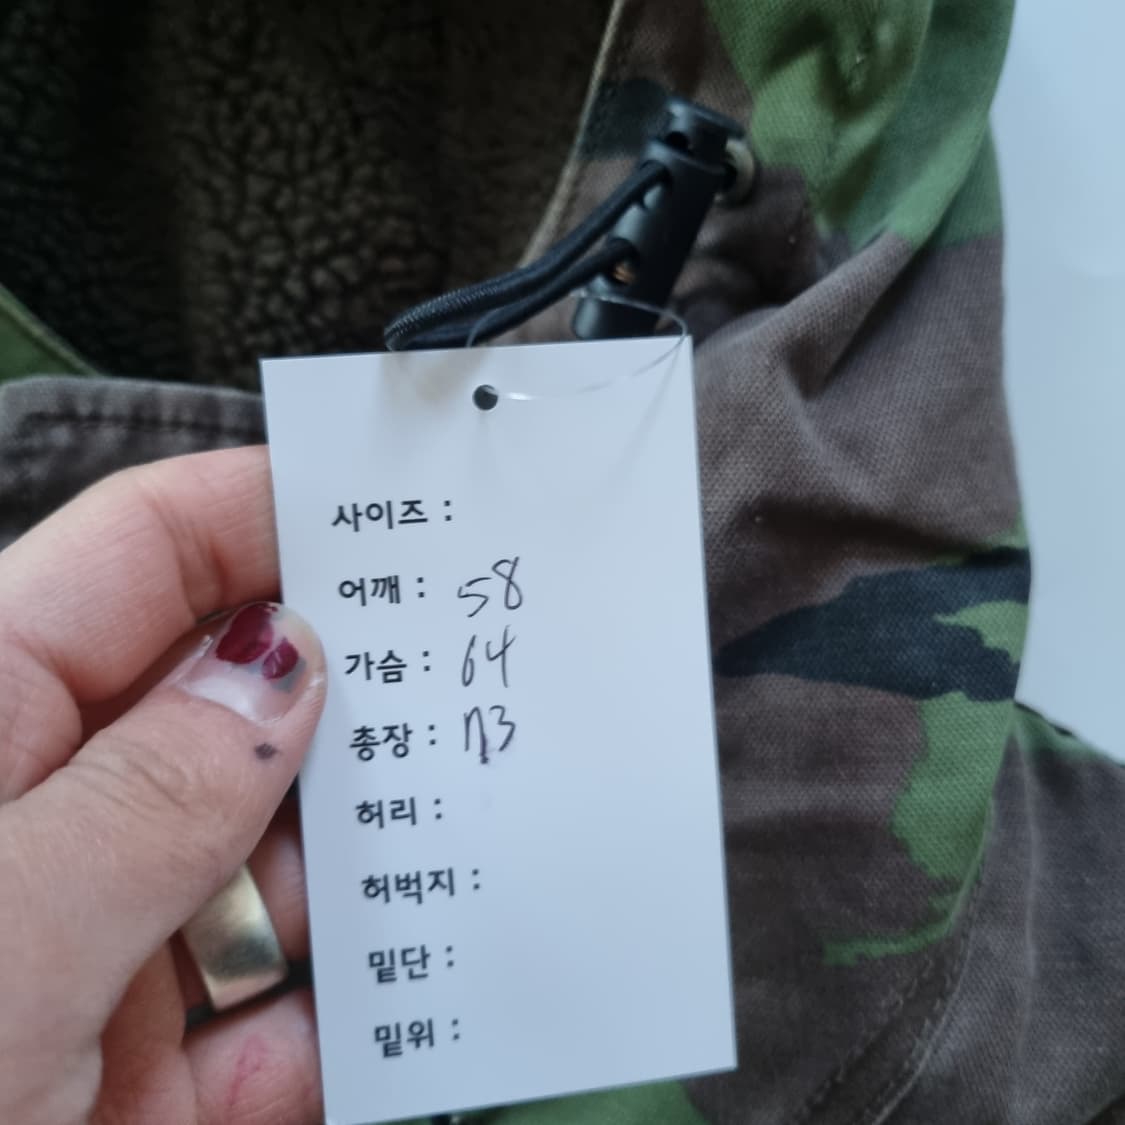 사이즈 :
어깨 : 58
가슴 : 64
총장 : 73
허리 :
허벅지 :
밑단 :
밑위 :